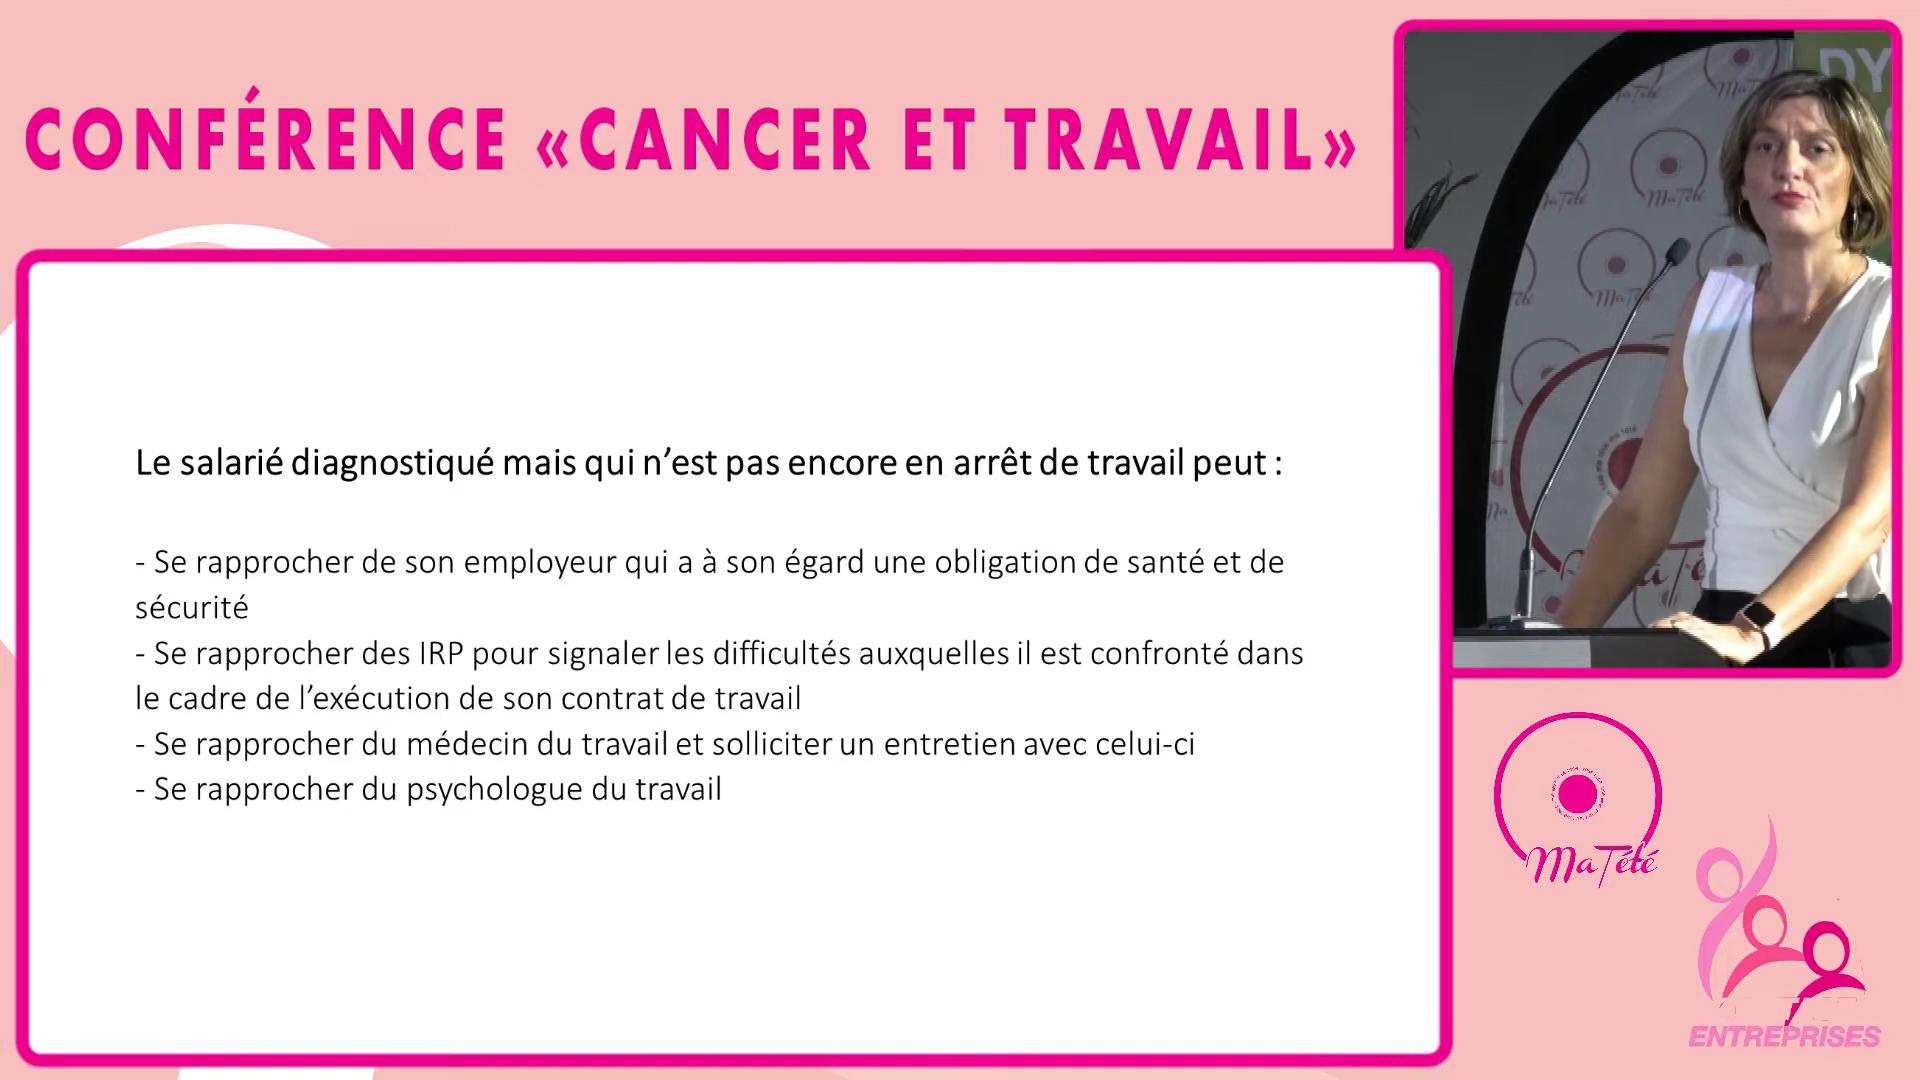 CONFÉRENCE «CANCER ET TRAVAIL»
DY
MaTété
MaTété
Le salarié diagnostiqué mais qui n’est pas encore en arrêt de travail peut :
- Se rapprocher de son employeur qui a à son égard une obligation de santé et de
sécurité
- Se rapprocher des IRP pour signaler les difficultés auxquelles il est confronté dans
le cadre de l’exécution de son contrat de travail
- Se rapprocher du médecin du travail et solliciter un entretien avec celui-ci
- Se rapprocher du psychologue du travail
MaTété
ENTREPRISES